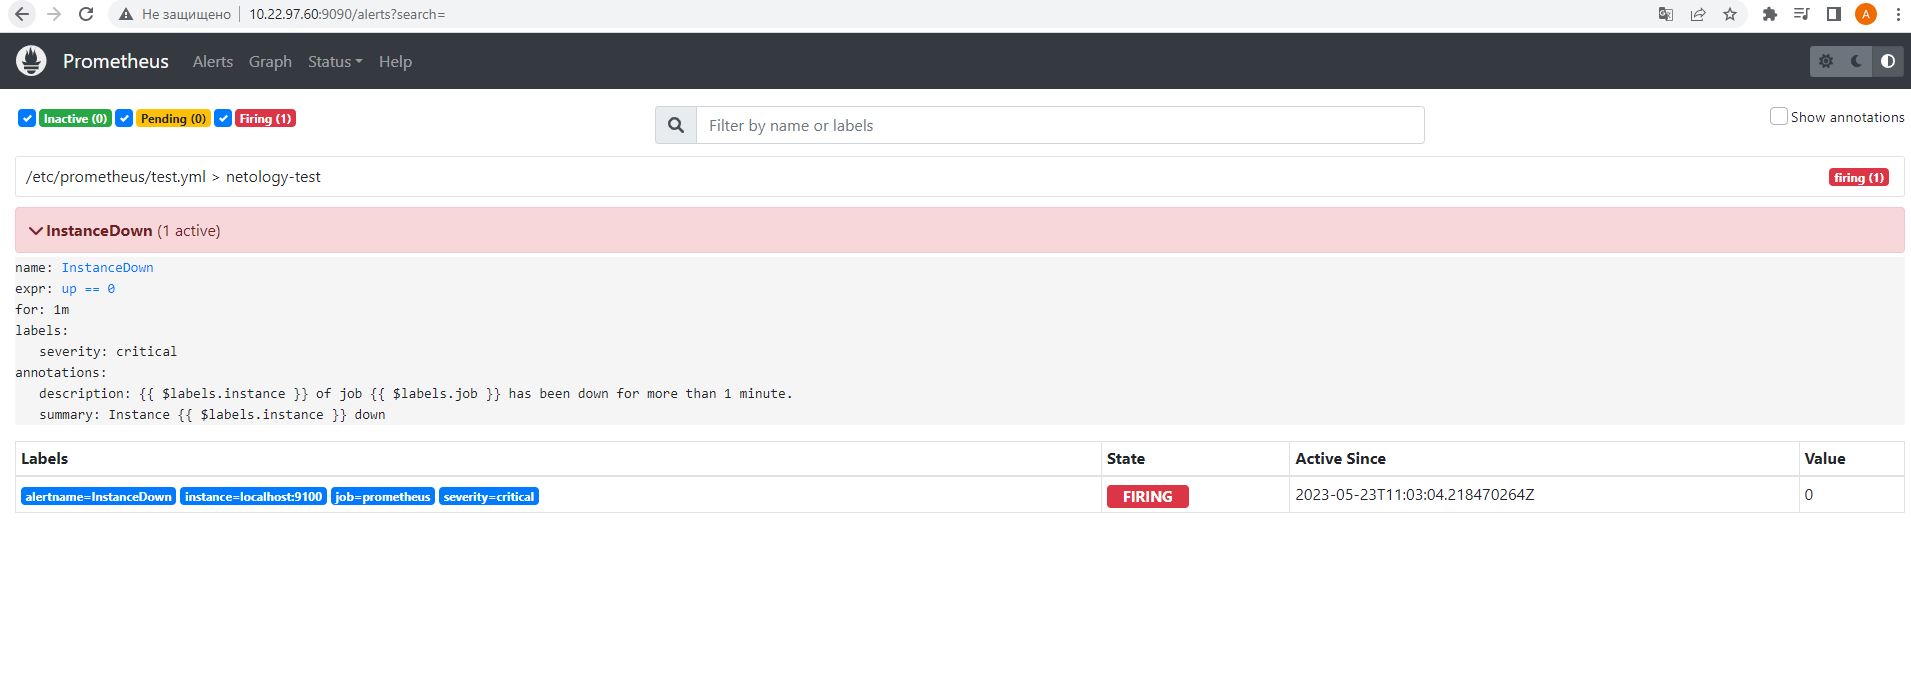 Не защищено 10.22.97.60:9090/alerts?search=
A
Prometheus Alerts Graph Status Help
Inactive (0) Pending (0) Firing (1) Filter by name or labels Show annotations
/etc/prometheus/test.yml > netology-test firing (1)
InstanceDown (1 active)
name: InstanceDown
expr: up == 0
for: 1m
labels:
severity: critical
annotations:
description: {{ $labels.instance }} of job {{ $labels.job }} has been down for more than 1 minute.
summary: Instance {{ $labels.instance }} down
Labels State Active Since Value
alertname=InstanceDown instance=localhost:9100 job=prometheus severity=critical FIRING 2023-05-23T11:03:04.218470264Z 0